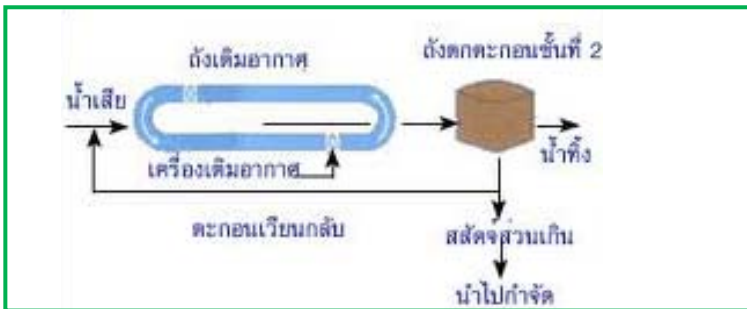 ถังเติมอากาศ
ถังตกตะกอนชั้นที่ 2
น้ำเสีย
น้ำทิ้ง
เครื่องเติมอากาศ
ตะกอนเวียนกลับ
สลัดจ์ส่วนเกิน
นำไปกำจัด